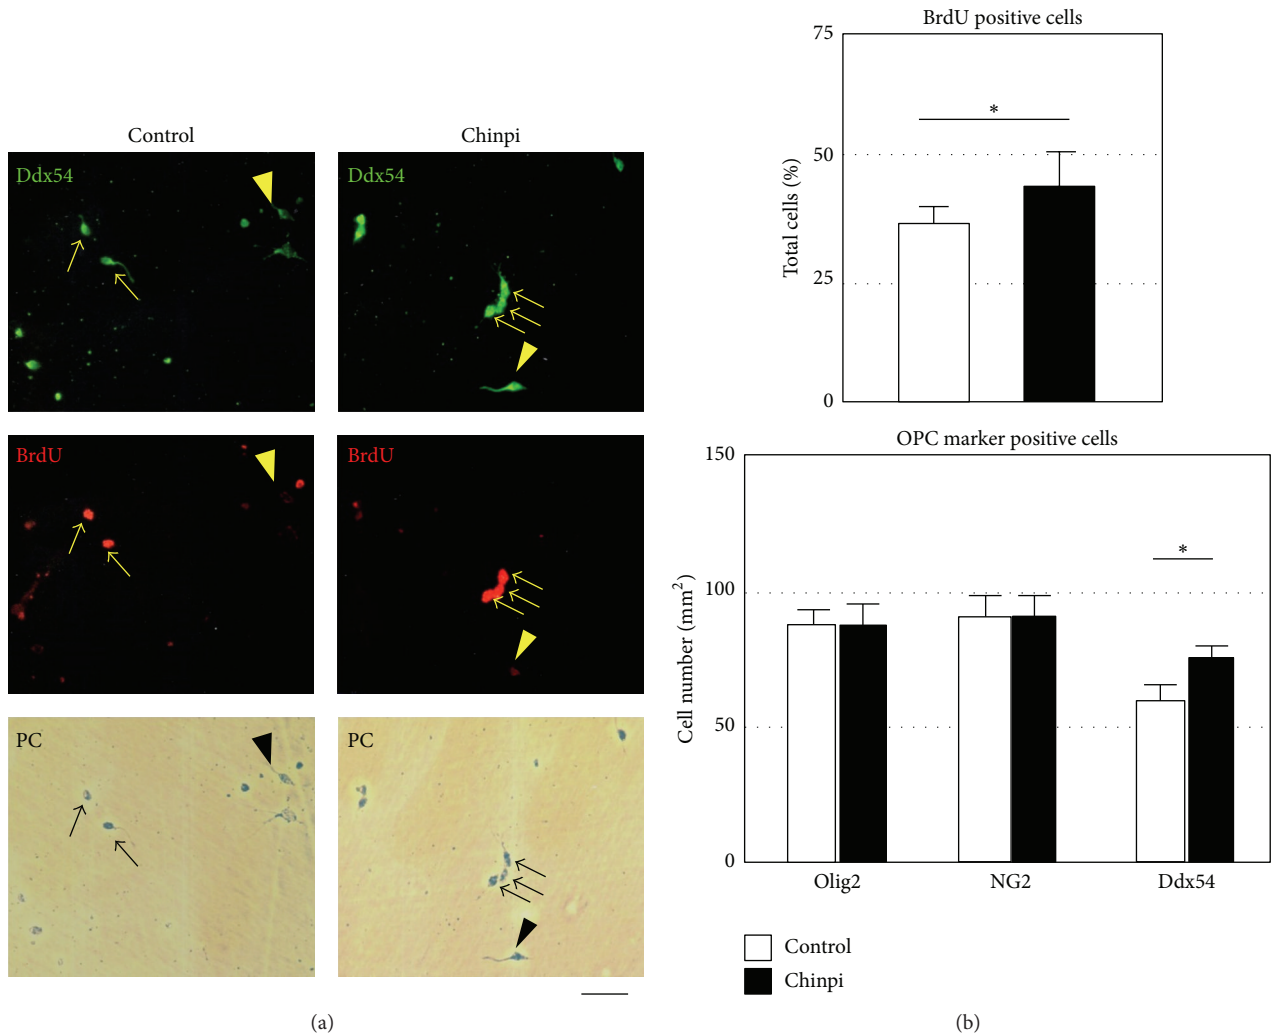 Control
Chinpi
Ddx54
Ddx54
BrdU
BrdU
PC
PC
(a)
BrdU positive cells
75
50
25
0
Total cells (%)
*
OPC marker positive cells
150
100
50
0
Cell number (mm²)
*
Olig2
NG2
Ddx54
Control
Chinpi
(b)